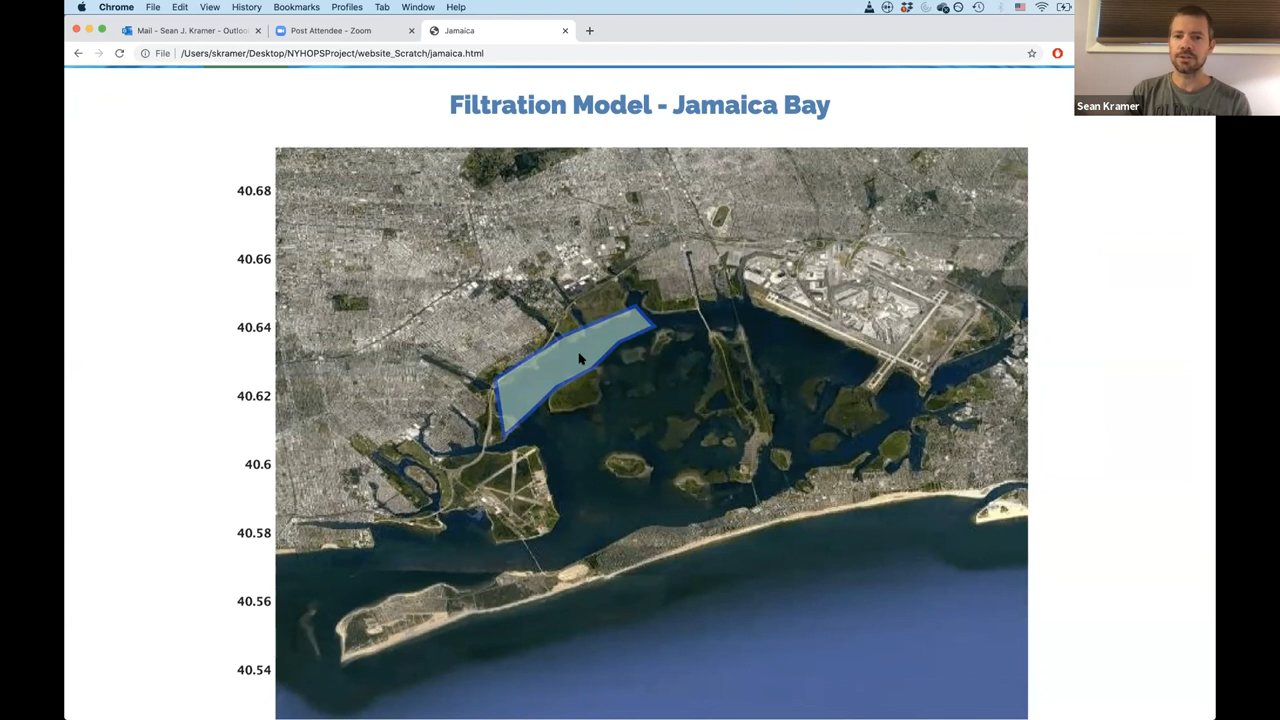 Chrome File Edit View History Bookmarks Profiles Tab Window Help
Mail - Sean J. Kramer - Outloo
Post Attendee - Zoom
Jamaica
File /Users/skramer/Desktop/NYHOPSProject/website_Scratch/jamaica.html
Sean Kramer
Filtration Model - Jamaica Bay
40.68
40.66
40.64
40.62
40.6
40.58
40.56
40.54